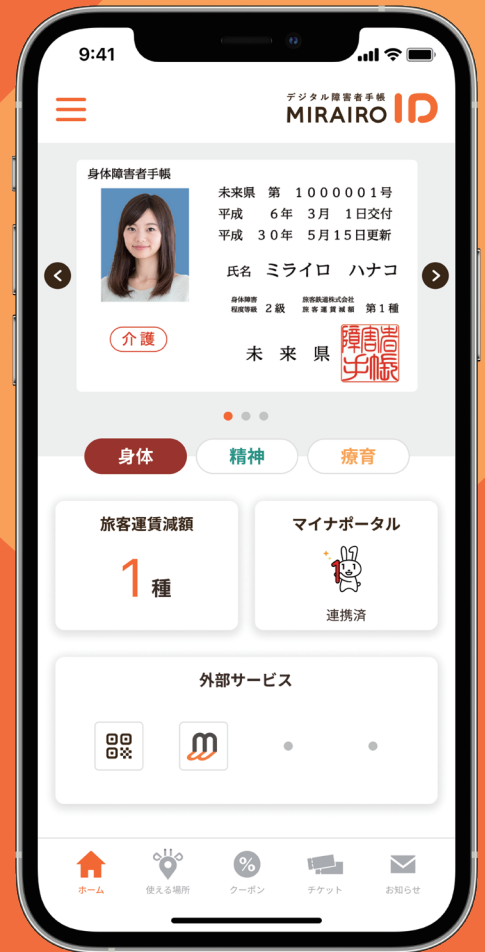 9:41
デジタル障害者手帳
MIRAIRO ID
身体障害者手帳
未来県 第 1000001号
平成 6年 3月 1日交付
平成 30年 5月15日更新
氏名 ミライロ ハナコ
身体障害程度等級 2級 旅客鉄道株式会社旅客運賃減額 第1種
介護
未来県
障害者手帳
身体
精神
療育
旅客運賃減額
1種
マイナポータル
1
連携済
外部サービス
m
%
ホーム
使える場所
クーポン
チケット
お知らせ